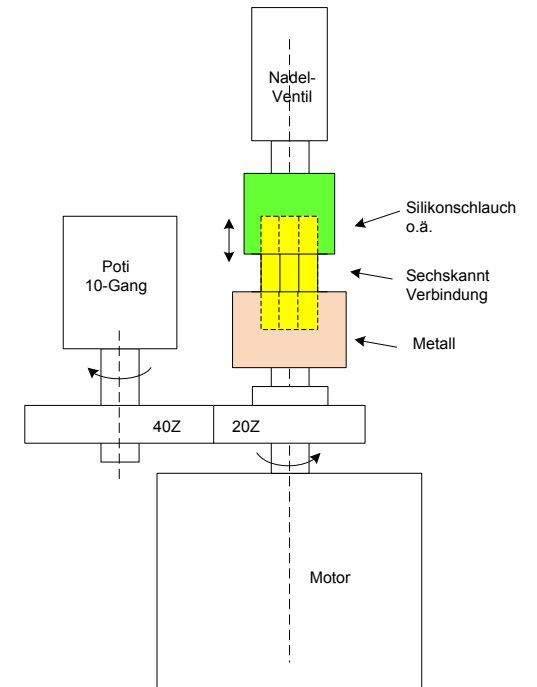 Nadel-
Ventil
Silikonschlauch
o.ä.
Poti
10-Gang
Sechskannt
Verbindung
Metall
40Z
20Z
Motor